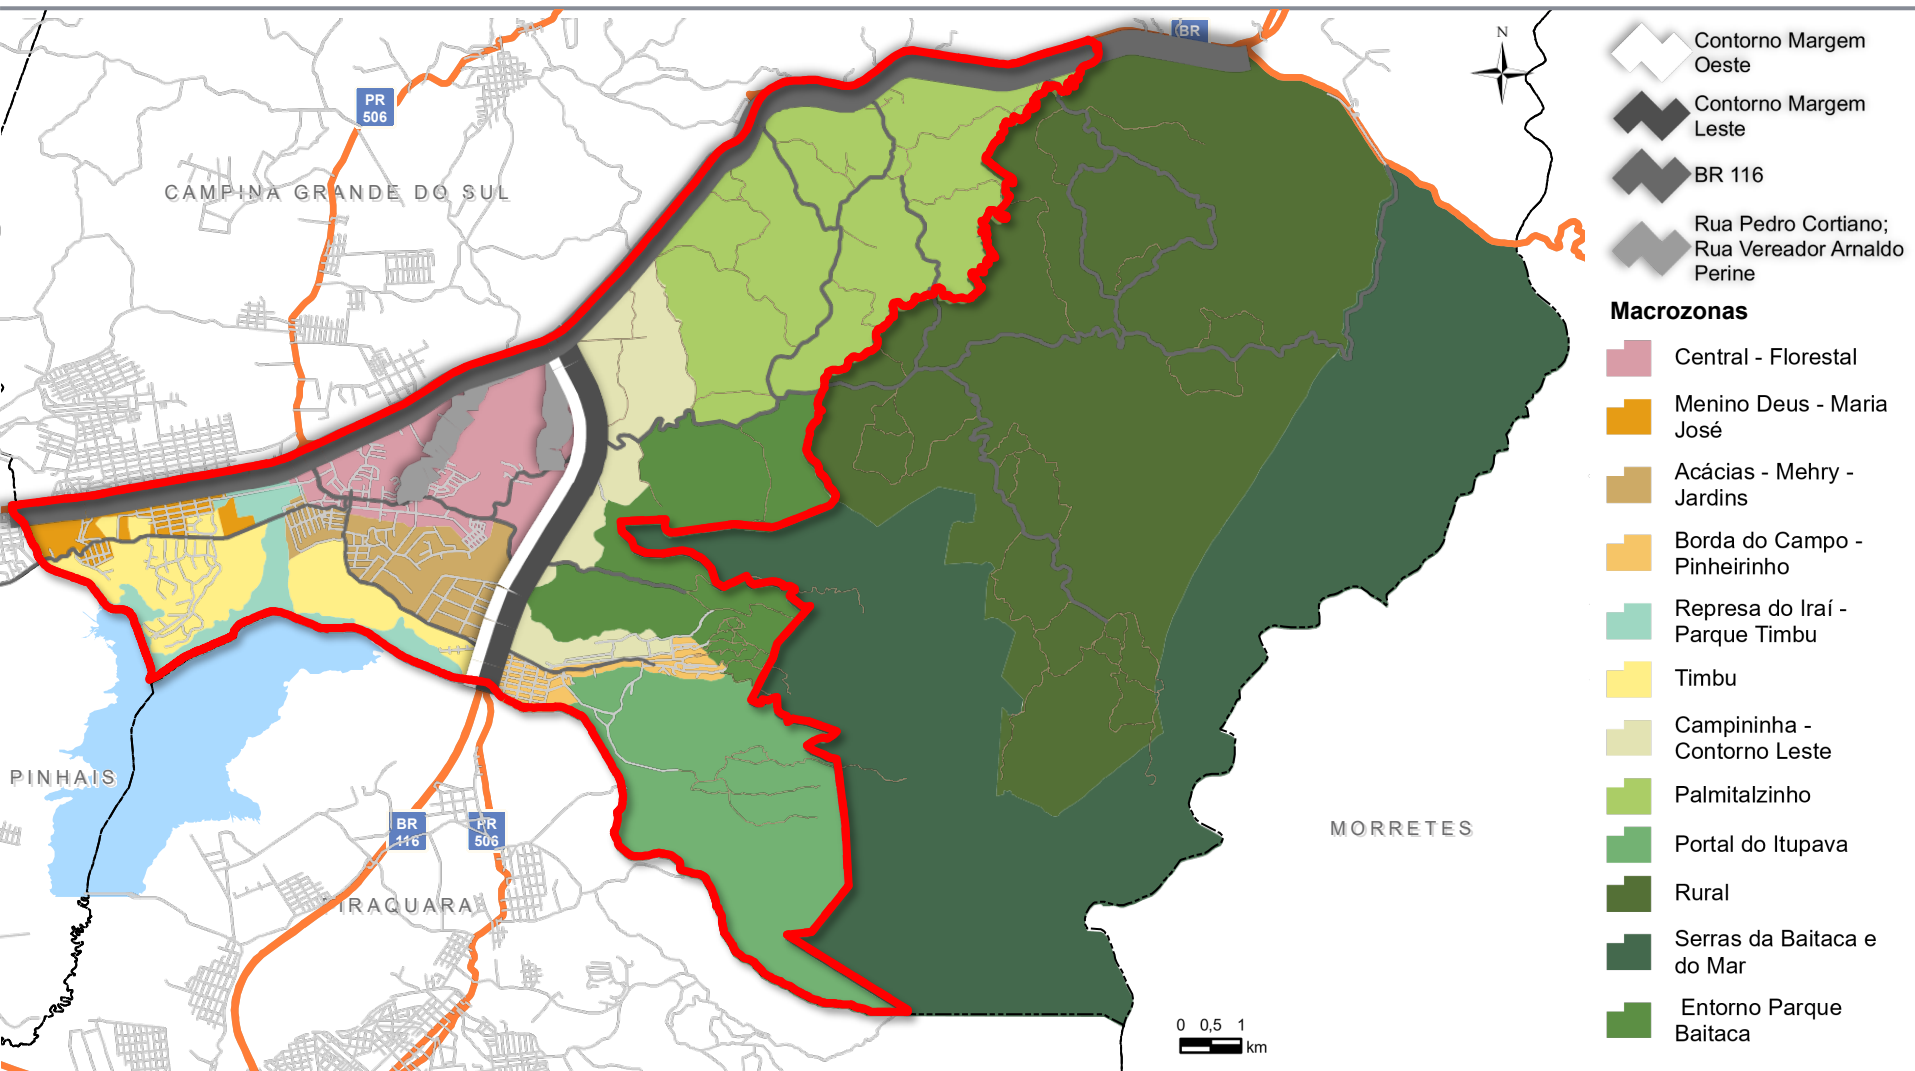 BR
N
PR
506
CAMPINA GRANDE DO SUL
PINHAIS
BR
116
PR
506
PIRAQUARA
MORRETES
0 0,5 1
km
Contorno Margem
Oeste
Contorno Margem
Leste
BR 116
Rua Pedro Cortiano;
Rua Vereador Arnaldo
Perine
Macrozonas
Central - Florestal
Menino Deus - Maria
José
Acácias - Mehry -
Jardins
Borda do Campo -
Pinheirinho
Represa do Iraí -
Parque Timbu
Timbu
Campininha -
Contorno Leste
Palmitalzinho
Portal do Itupava
Rural
Serras da Baitaca e
do Mar
Entorno Parque
Baitaca